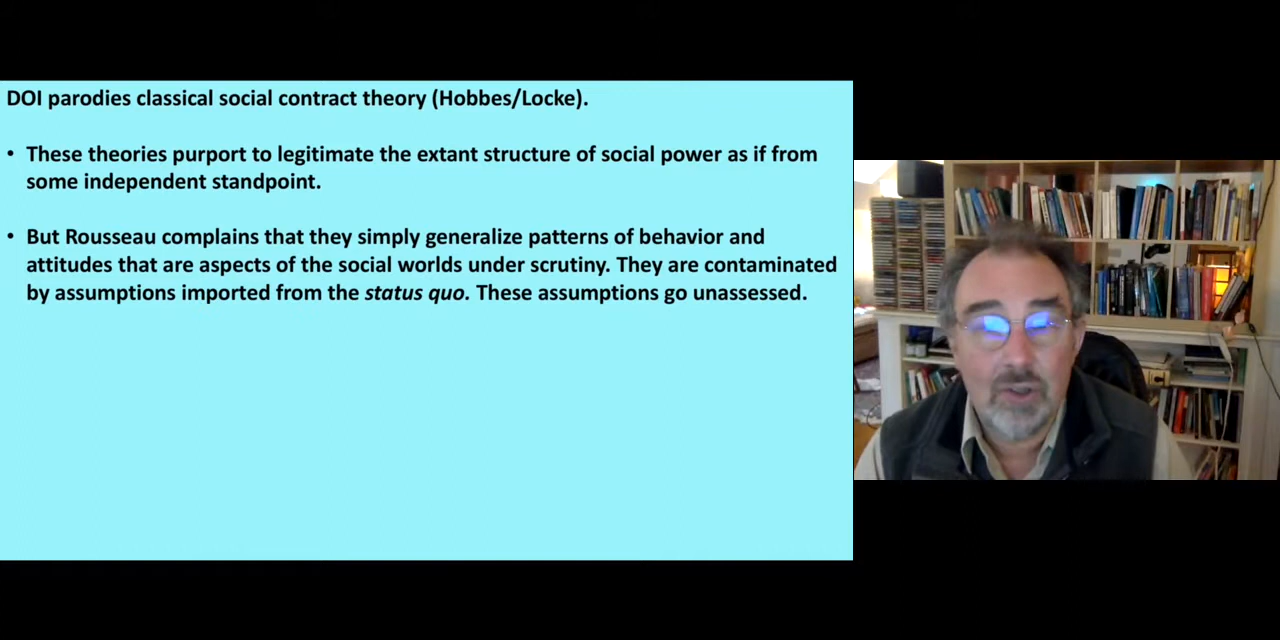 DOI parodies classical social contract theory (Hobbes/Locke).
• These theories purport to legitimate the extant structure of social power as if from
some independent standpoint.
• But Rousseau complains that they simply generalize patterns of behavior and
attitudes that are aspects of the social worlds under scrutiny. They are contaminated
by assumptions imported from the status quo. These assumptions go unassessed.